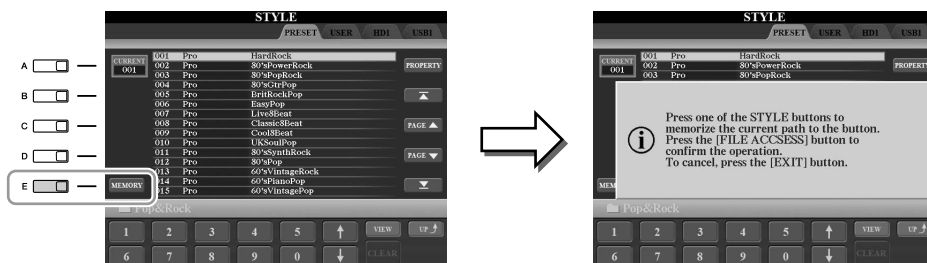 STYLE
PRESET USER HD1 USB1
CURRENT 001
A
B
C
D
E
001 Pro HardRock
002 Pro 80'sPowerRock
003 Pro 80'sPopRock
004 Pro 80'sGtrPop
005 Pro BritRockPop
006 Pro EasyPop
007 Pro Live8Beat
008 Pro Classic8Beat
009 Pro Cool8Beat
010 Pro UKSoulPop
011 Pro 80'sSynthRock
012 Pro 80'sPop
013 Pro 60'sVintageRock
014 Pro 60'sPianoPop
015 Pro 60'sVintagePop
PROPERTY
PAGE
PAGE
MEMORY
Pop&Rock
1 2 3 4 5 VIEW UP
6 7 8 9 0 CLEAR
STYLE
PRESET USER HD1 USB1
CURRENT 001
001 Pro HardRock
002 Pro 80'sPowerRock
003 Pro 80'sPopRock
PROPERTY
Press one of the STYLE buttons to
memorize the current path to the button.
Press the [FILE ACCSESS] button to
confirm the operation.
To cancel, press the [EXIT] button.
MEM
Pop&Rock
1 2 3 4 5 VIEW UP
6 7 8 9 0 CLEAR